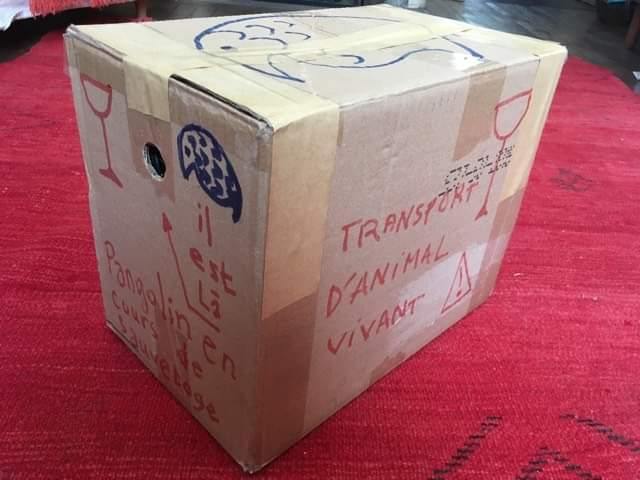 il
est
Là
Pangolin en
cours de
sauvetage
TRANSPORT
D'ANIMAL
VIVANT